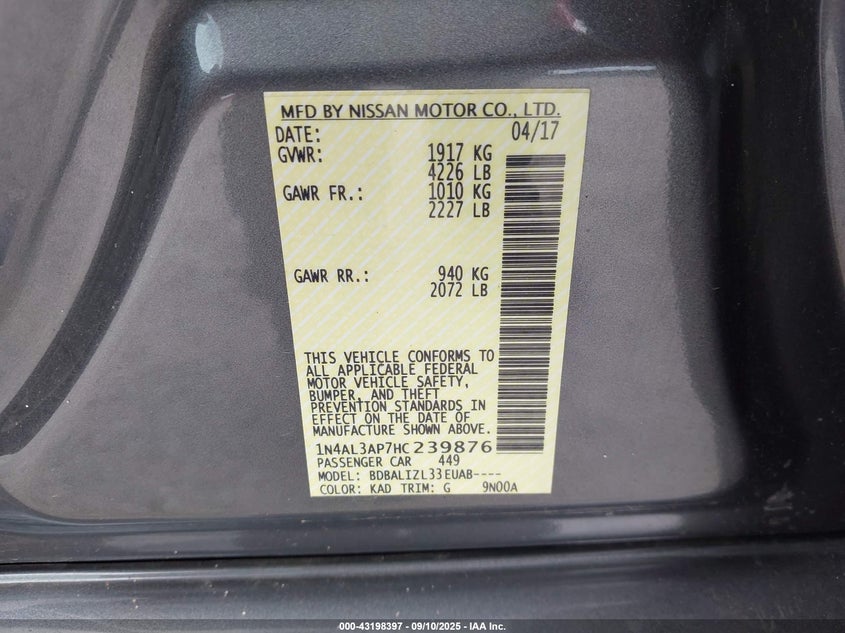 MFD BY NISSAN MOTOR CO., LTD.
DATE: 04/17
GVWR: 1917 KG
4226 LB
GAWR FR.: 1010 KG
2227 LB
GAWR RR.: 940 KG
2072 LB
THIS VEHICLE CONFORMS TO
ALL APPLICABLE FEDERAL
MOTOR VEHICLE SAFETY,
BUMPER, AND THEFT
PREVENTION STANDARDS IN
EFFECT ON THE DATE OF
MANUFACTURE SHOWN ABOVE.
1N4AL3AP7HC239876
PASSENGER CAR 449
MODEL: BDBALIZL33EUAB----
COLOR: KAD TRIM: G 9N00A
000-43198397 - 09/10/2025 - IAA Inc.